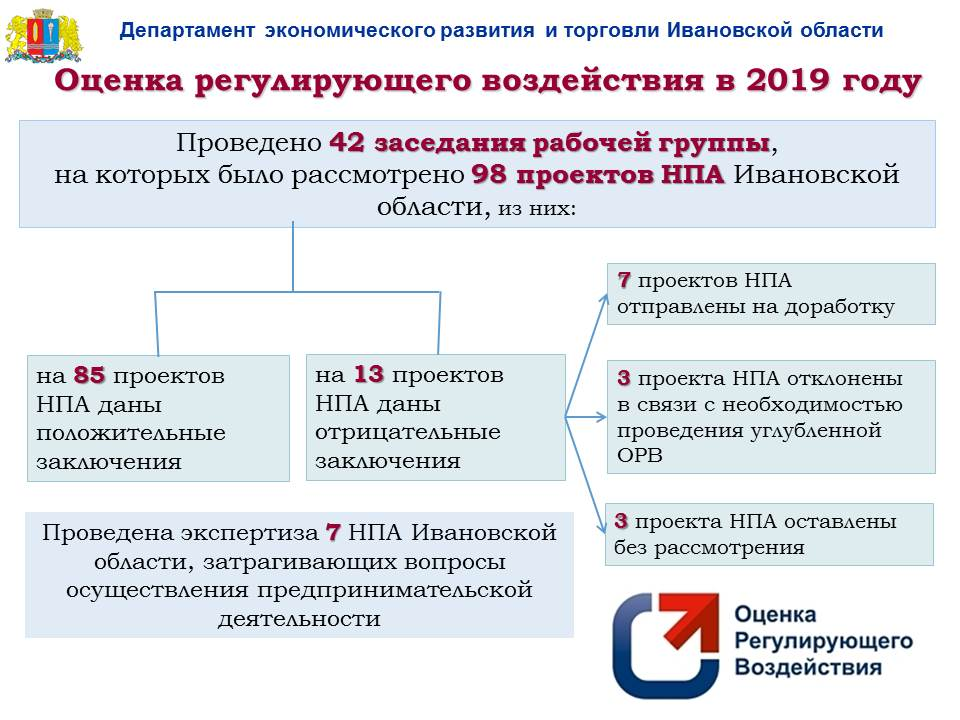 Департамент экономического развития и торговли Ивановской области
Оценка регулирующего воздействия в 2019 году
Проведено 42 заседания рабочей группы,
на которых было рассмотрено 98 проектов НПА Ивановской
области, из них:
7 проектов НПА
отправлены на доработку
на 85 проектов
НПА даны
положительные
заключения
на 13 проектов
НПА даны
отрицательные
заключения
3 проекта НПА отклонены
в связи с необходимостью
проведения углубленной
ОРВ
3 проекта НПА оставлены
без рассмотрения
Проведена экспертиза 7 НПА Ивановской
области, затрагивающих вопросы
осуществления предпринимательской
деятельности
Оценка
Регулирующего
Воздействия